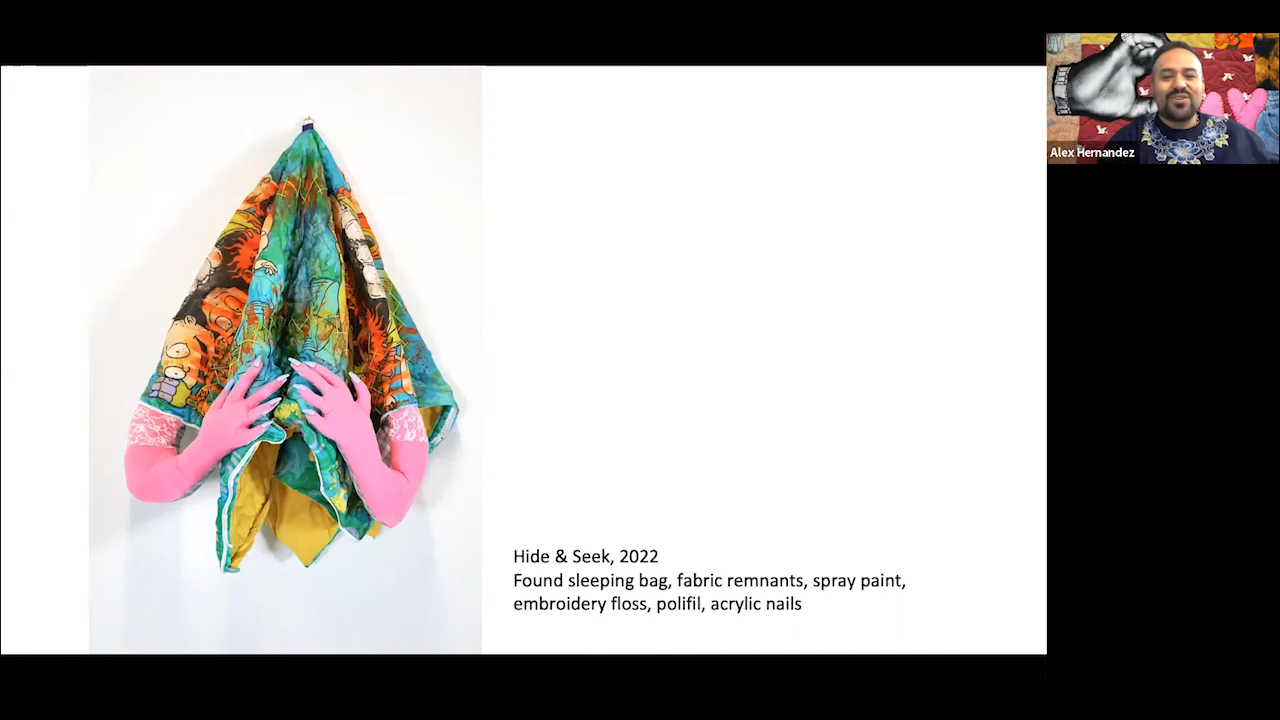 Alex Hernandez
Hide & Seek, 2022
Found sleeping bag, fabric remnants, spray paint,
embroidery floss, polifil, acrylic nails